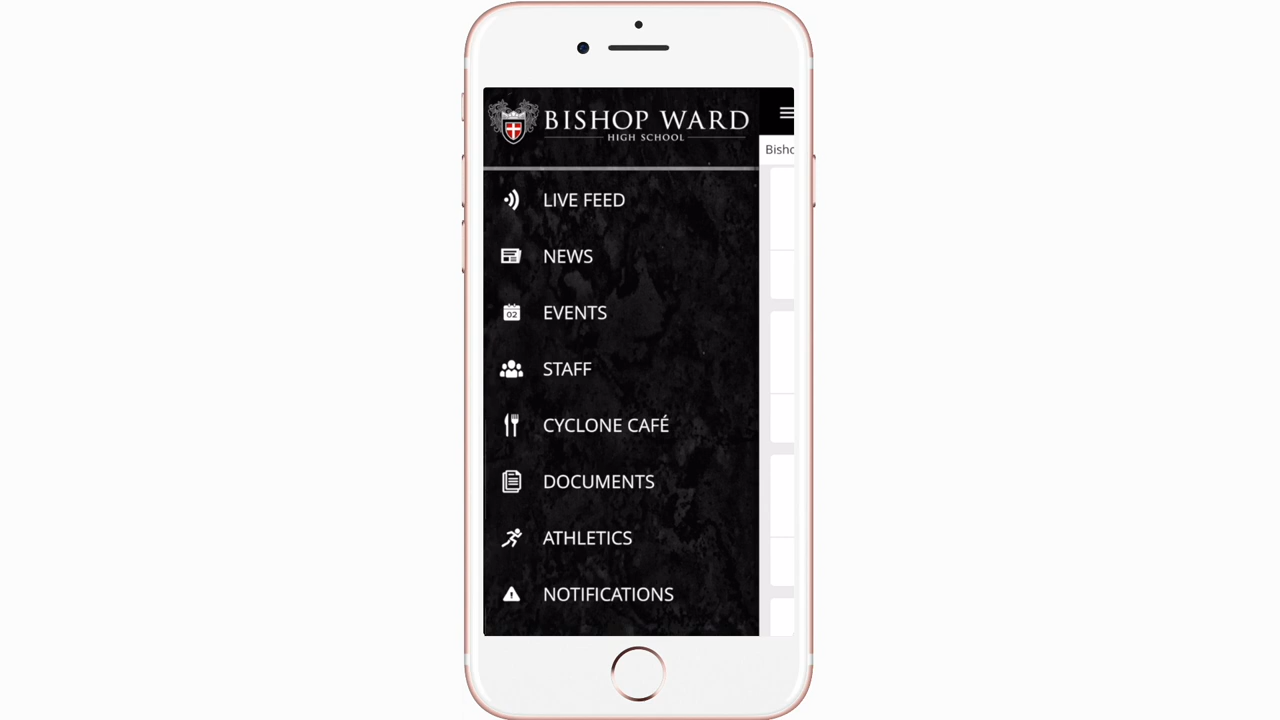 BISHOP WARD
HIGH SCHOOL
Bisho
LIVE FEED
NEWS
02
EVENTS
STAFF
CYCLONE CAFÉ
DOCUMENTS
ATHLETICS
NOTIFICATIONS